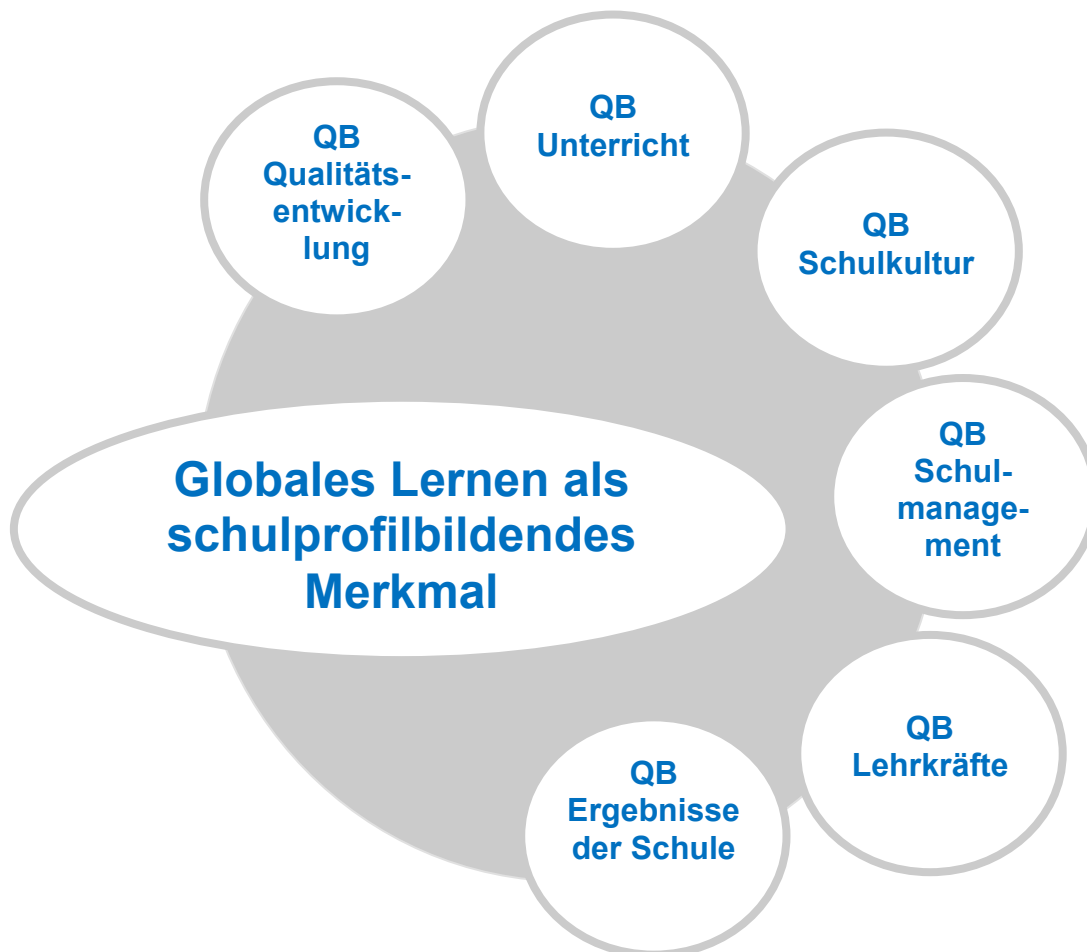 QB
Unterricht
QB
Qualitäts-
entwick-
lung
QB
Schulkultur
QB
Schul-
manage-
ment
Globales Lernen als
schulprofilbildendes
Merkmal
QB
Lehrkräfte
QB
Ergebnisse
der Schule